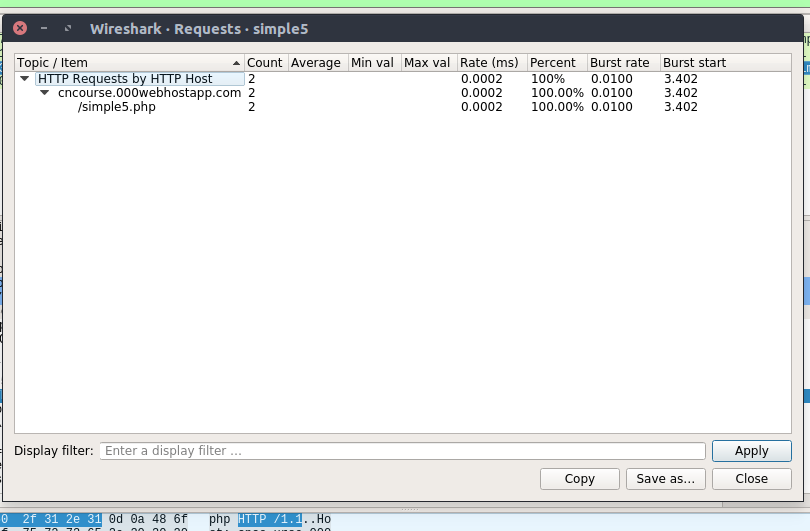 Wireshark · Requests · simple5
Topic / Item Count Average Min val Max val Rate (ms) Percent Burst rate Burst start
HTTP Requests by HTTP Host 2 0.0002 100% 0.0100 3.402
cncourse.000webhostapp.com 2 0.0002 100.00% 0.0100 3.402
/simple5.php 2 0.0002 100.00% 0.0100 3.402
Display filter: Enter a display filter … Apply
Copy Save as… Close
0 2f 31 2e 31 0d 0a 48 6f php HTTP /1.1..Ho